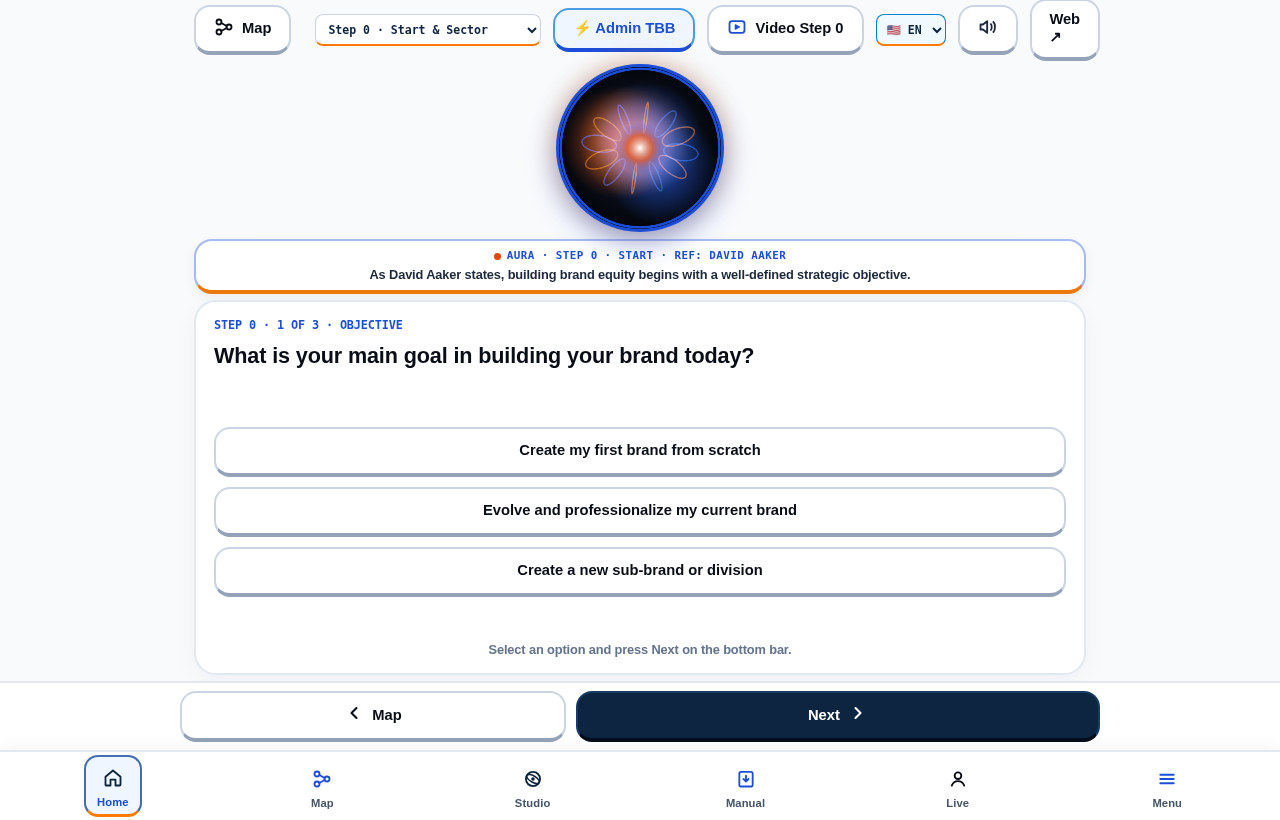 Map
Step 0 · Start & Sector
⚡ Admin TBB
Video Step 0
🇺🇸 EN
Web
↗
AURA · STEP 0 · START · REF: DAVID AAKER
As David Aaker states, building brand equity begins with a well-defined strategic objective.
STEP 0 · 1 OF 3 · OBJECTIVE
What is your main goal in building your brand today?
Create my first brand from scratch
Evolve and professionalize my current brand
Create a new sub-brand or division
Select an option and press Next on the bottom bar.
Map
Next
Home
Map
Studio
Manual
Live
Menu